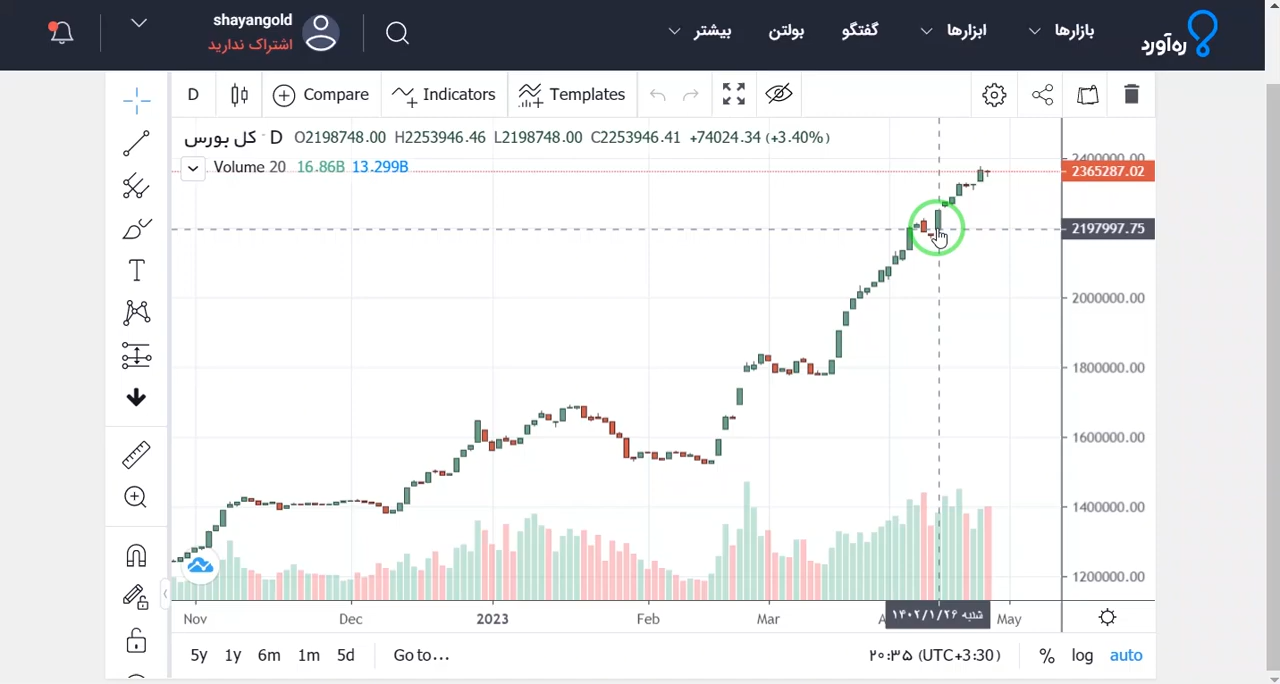 shayangold
اشتراک ندارید
بازارها
ابزارها
گفتگو
بولتن
بیشتر
ره‌آورد
D
Compare
Indicators
Templates
کل بورس · D O2198748.00 H2253946.46 L2198748.00 C2253946.41 +74024.34 (+3.40%)
Volume 20 16.86B 13.299B
2400000.00
2365287.02
2197997.75
2000000.00
1800000.00
1600000.00
1400000.00
1200000.00
Nov Dec 2023 Feb Mar A شنبه ۱۴۰۲/۱/۲۶ May
5y 1y 6m 1m 5d Go to... ۲۰:۳۵ (UTC+3:30) % log auto